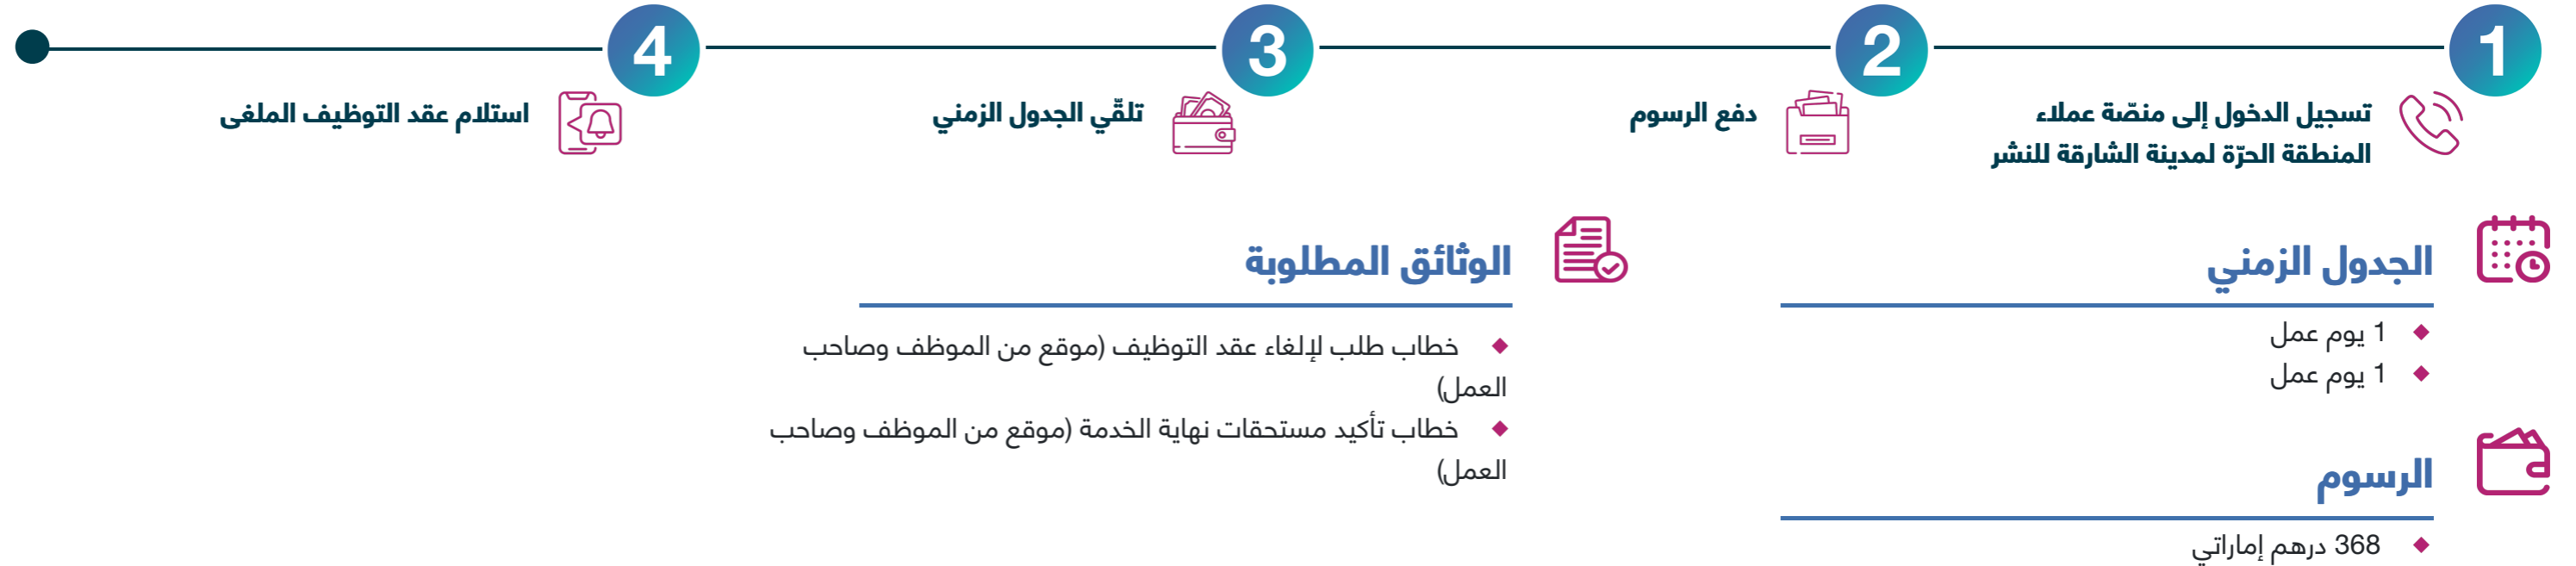 1
تسجيل الدخول إلى منصّة عملاء
المنطقة الحرّة لمدينة الشارقة للنشر
2
دفع الرسوم
3
تلقّي الجدول الزمني
4
استلام عقد التوظيف الملغى
الجدول الزمني
1 يوم عمل
1 يوم عمل
الرسوم
368 درهم إماراتي
الوثائق المطلوبة
خطاب طلب لإلغاء عقد التوظيف (موقع من الموظف وصاحب
العمل)
خطاب تأكيد مستحقات نهاية الخدمة (موقع من الموظف وصاحب
العمل)